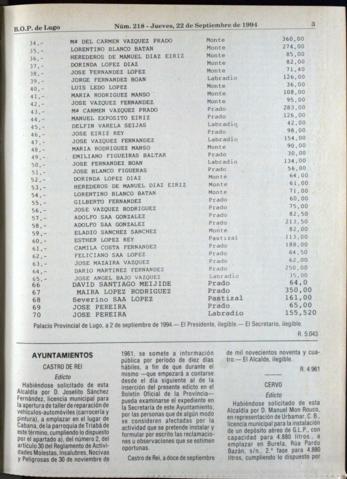 B.O.P. de Lugo Núm. 218 - Jueves, 22 de Septiembre de 1994 3
34,- Mª DEL CARMEN VAZQUEZ PRADO Monte 360,00
35,- LORENTINO BLANCO BATAN Monte 274,00
36,- HEREDEROS DE MANUEL DIAZ EIRIZ Monte 85,00
37,- DORINDA LOPEZ DIAZ Monte 82,00
38,- JOSE FERNANDEZ LOPEZ Monte 71,40
39,- JORGE FERNANDEZ BOAN Labradio 126,00
40,- LUIS LEDO LOPEZ Monte 36,00
41,- MARIA RODRIGUEZ MANSO Monte 108,00
42,- JOSE VAZQUEZ FERNANDEZ Monte 95,00
43,- Mª CARMEN VAZQUEZ PRADO Prado 283,00
44,- MANUEL EXPOSITO EIRIZ Prado 126,00
45,- DELFIN VARELA SEIJAS Labradio 42,00
46,- JOSE EIRIZ REY Prado 98,00
47,- JOSE VAZQUEZ FERNANDEZ Labradio 154,00
48,- MARIA RODRIGUEZ MANSO Monte 90,00
49,- EMILIANO FIGUEIRAS BALTAR Prado 30,00
50,- JOSE FERNANDEZ BOAN Labradio 134,00
51,- JOSE BLANCO FIGUERAS Prado 56,00
52,- DORINDA LOPEZ DIAZ Monte 64,00
53,- HEREDEROS DE MANUEL DIAZ EIRIZ Monte 61,00
54,- LORENTINO BLANCO BATAN Monte 71,00
55,- GILBERTO FERNANDEZ Prado 60,00
56,- JOSE VAZQUEZ RODRIGUEZ Prado 75,00
57,- ADOLFO SAA GONZALEZ Prado 82,50
58,- ADOLFO SAA GONZALEZ Prado 213,50
59,- ELADIO SANCHEZ SANCHEZ Monte 82,00
60,- ESTHER LOPEZ REY Pastizal 113,00
61,- CAMILA COSTA FERNANDEZ Prado 188,00
62,- FELICIANO SAA LOPEZ Prado 64,50
63,- JOSE MAZAIRA VAZQUEZ Prado 62,00
64,- DARIO MARTINEZ FERNANDEZ Prado 250,00
65,- JOSE ANGEL BAJO VAZQUEZ Labradio 35,00
66 DAVID SANTIAGO MEIJIDE Prado 64,0
67 MAIRA LOPEZ RODRIGUEZ Prado 350,00
68 Severino SAA LOPEZ Pastizal 161,00
69 JOSE PEREIRA Prado 65,00
70 JOSE PEREIRA Labradio 155,520
Palacio Provincial de Lugo, a 2 de septiembre de 1994.— El Presidente, ilegible.— El Secretario, ilegible.
R. 5.043
AYUNTAMIENTOS
CASTRO DE REI
Edicto
Habiéndose solicitado de esta
Alcaldía por D. Joselito Sánchez
Fernández, licencia municipal para
la apertura de taller de reparación de
vehículos-automóviles (carrocería y
pintura), a emplazar en el lugar de
Cabana, de la parroquia de Triabá de
este término, cumpliendo lo dispuesto
por el apartado a), del número 2, del
artículo 30 del Reglamento de Actividades
Molestas, Insalubres, Nocivas
y Peligrosas de 30 de noviembre de
1961, se somete a información
pública por período de diez días
hábiles, a fin de que durante el
mismo —que empezará a contarse
desde el día siguiente al de la
inserción del presente edicto en el
Boletín Oficial de la Provincia—
pueda examinarse el expediente en
la Secretaría de este Ayuntamiento,
por las personas que de algún modo
se consideren afectadas por la
actividad que se pretende instalar y
formular por escrito las reclamaciones
u observaciones que se estimen
oportunas.
Castro de Rei, a doce de septiembre
de mil novecientos noventa y cuatro.—
El Alcalde, ilegible.
R. 4.961
CERVO
Edicto
Habiéndose solicitado de esta
Alcaldía por D. Manuel Mon Rouco,
en representación de Urbamar, C.B.,
licencia municipal para la instalación
de un depósito aéreo de G.L.P., con
capacidad para 4.880 litros, a
emplazar en Burela, Rúa Pardo
Bazán, s/n., 2.ª fase para 4.880
litros, cumpliendo lo dispuesto por